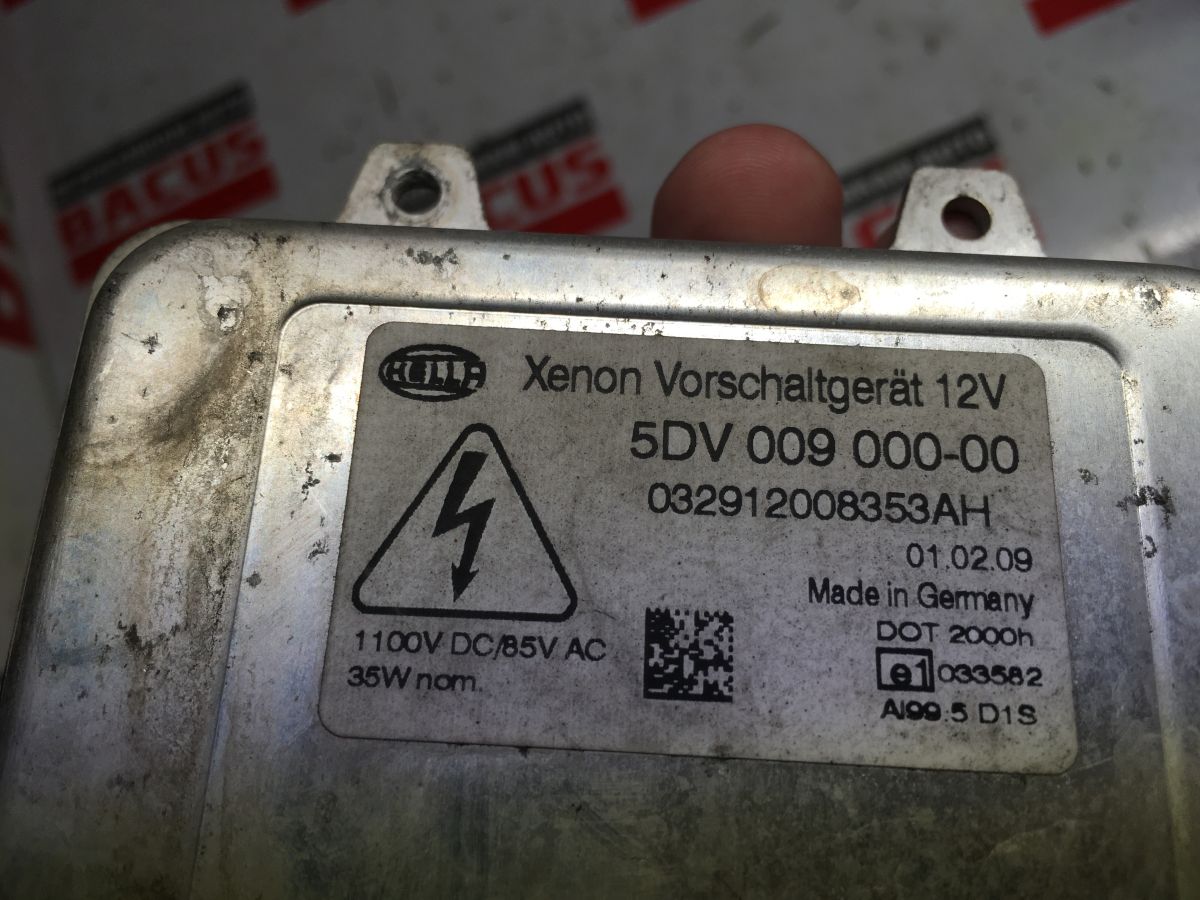 BACUS
CUS
HELLA
Xenon Vorschaltgerät 12V
5DV 009 000-00
032912008353AH
01.02.09
Made in Germany
1100V DC/85V AC
35W nom.
DOT 2000h
e1 033582
AI99.5 D1S